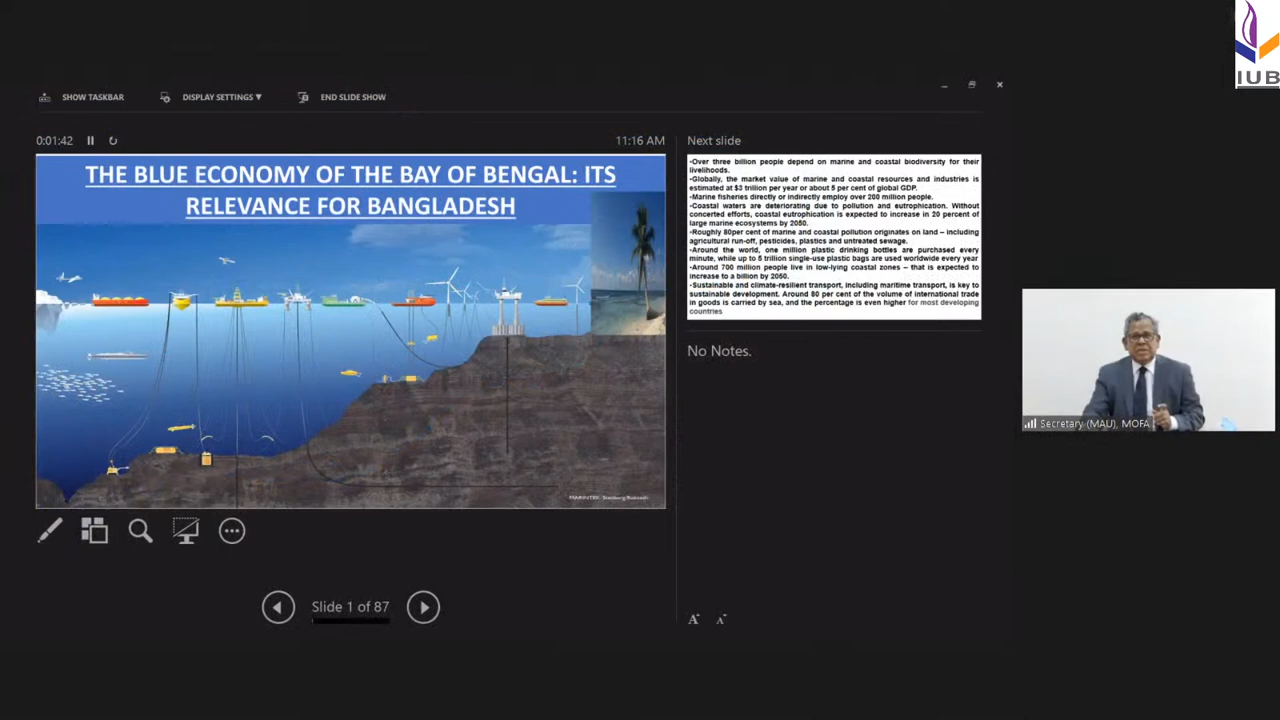 IUB
SHOW TASKBAR
DISPLAY SETTINGS ▼
END SLIDE SHOW
0:01:42
11:16 AM
Next slide
THE BLUE ECONOMY OF THE BAY OF BENGAL: ITS
RELEVANCE FOR BANGLADESH
-Over three billion people depend on marine and coastal biodiversity for their
livelihoods.
-Globally, the market value of marine and coastal resources and industries is
estimated at $3 trillion per year or about 5 per cent of global GDP.
-Marine fisheries directly or indirectly employ over 200 million people.
-Coastal waters are deteriorating due to pollution and eutrophication. Without
concerted efforts, coastal eutrophication is expected to increase in 20 percent of
large marine ecosystems by 2050.
-Roughly 80per cent of marine and coastal pollution originates on land – including
agricultural run-off, pesticides, plastics and untreated sewage.
-Around the world, one million plastic drinking bottles are purchased every
minute, while up to 5 trillion single-use plastic bags are used worldwide every year
-Around 700 million people live in low-lying coastal zones – that is expected to
increase to a billion by 2050.
-Sustainable and climate-resilient transport, including maritime transport, is key to
sustainable development. Around 80 per cent of the volume of international trade
in goods is carried by sea, and the percentage is even higher for most developing
countries
No Notes.
Secretary (MAU), MOFA
MARINTEK
Slide 1 of 87
A
A